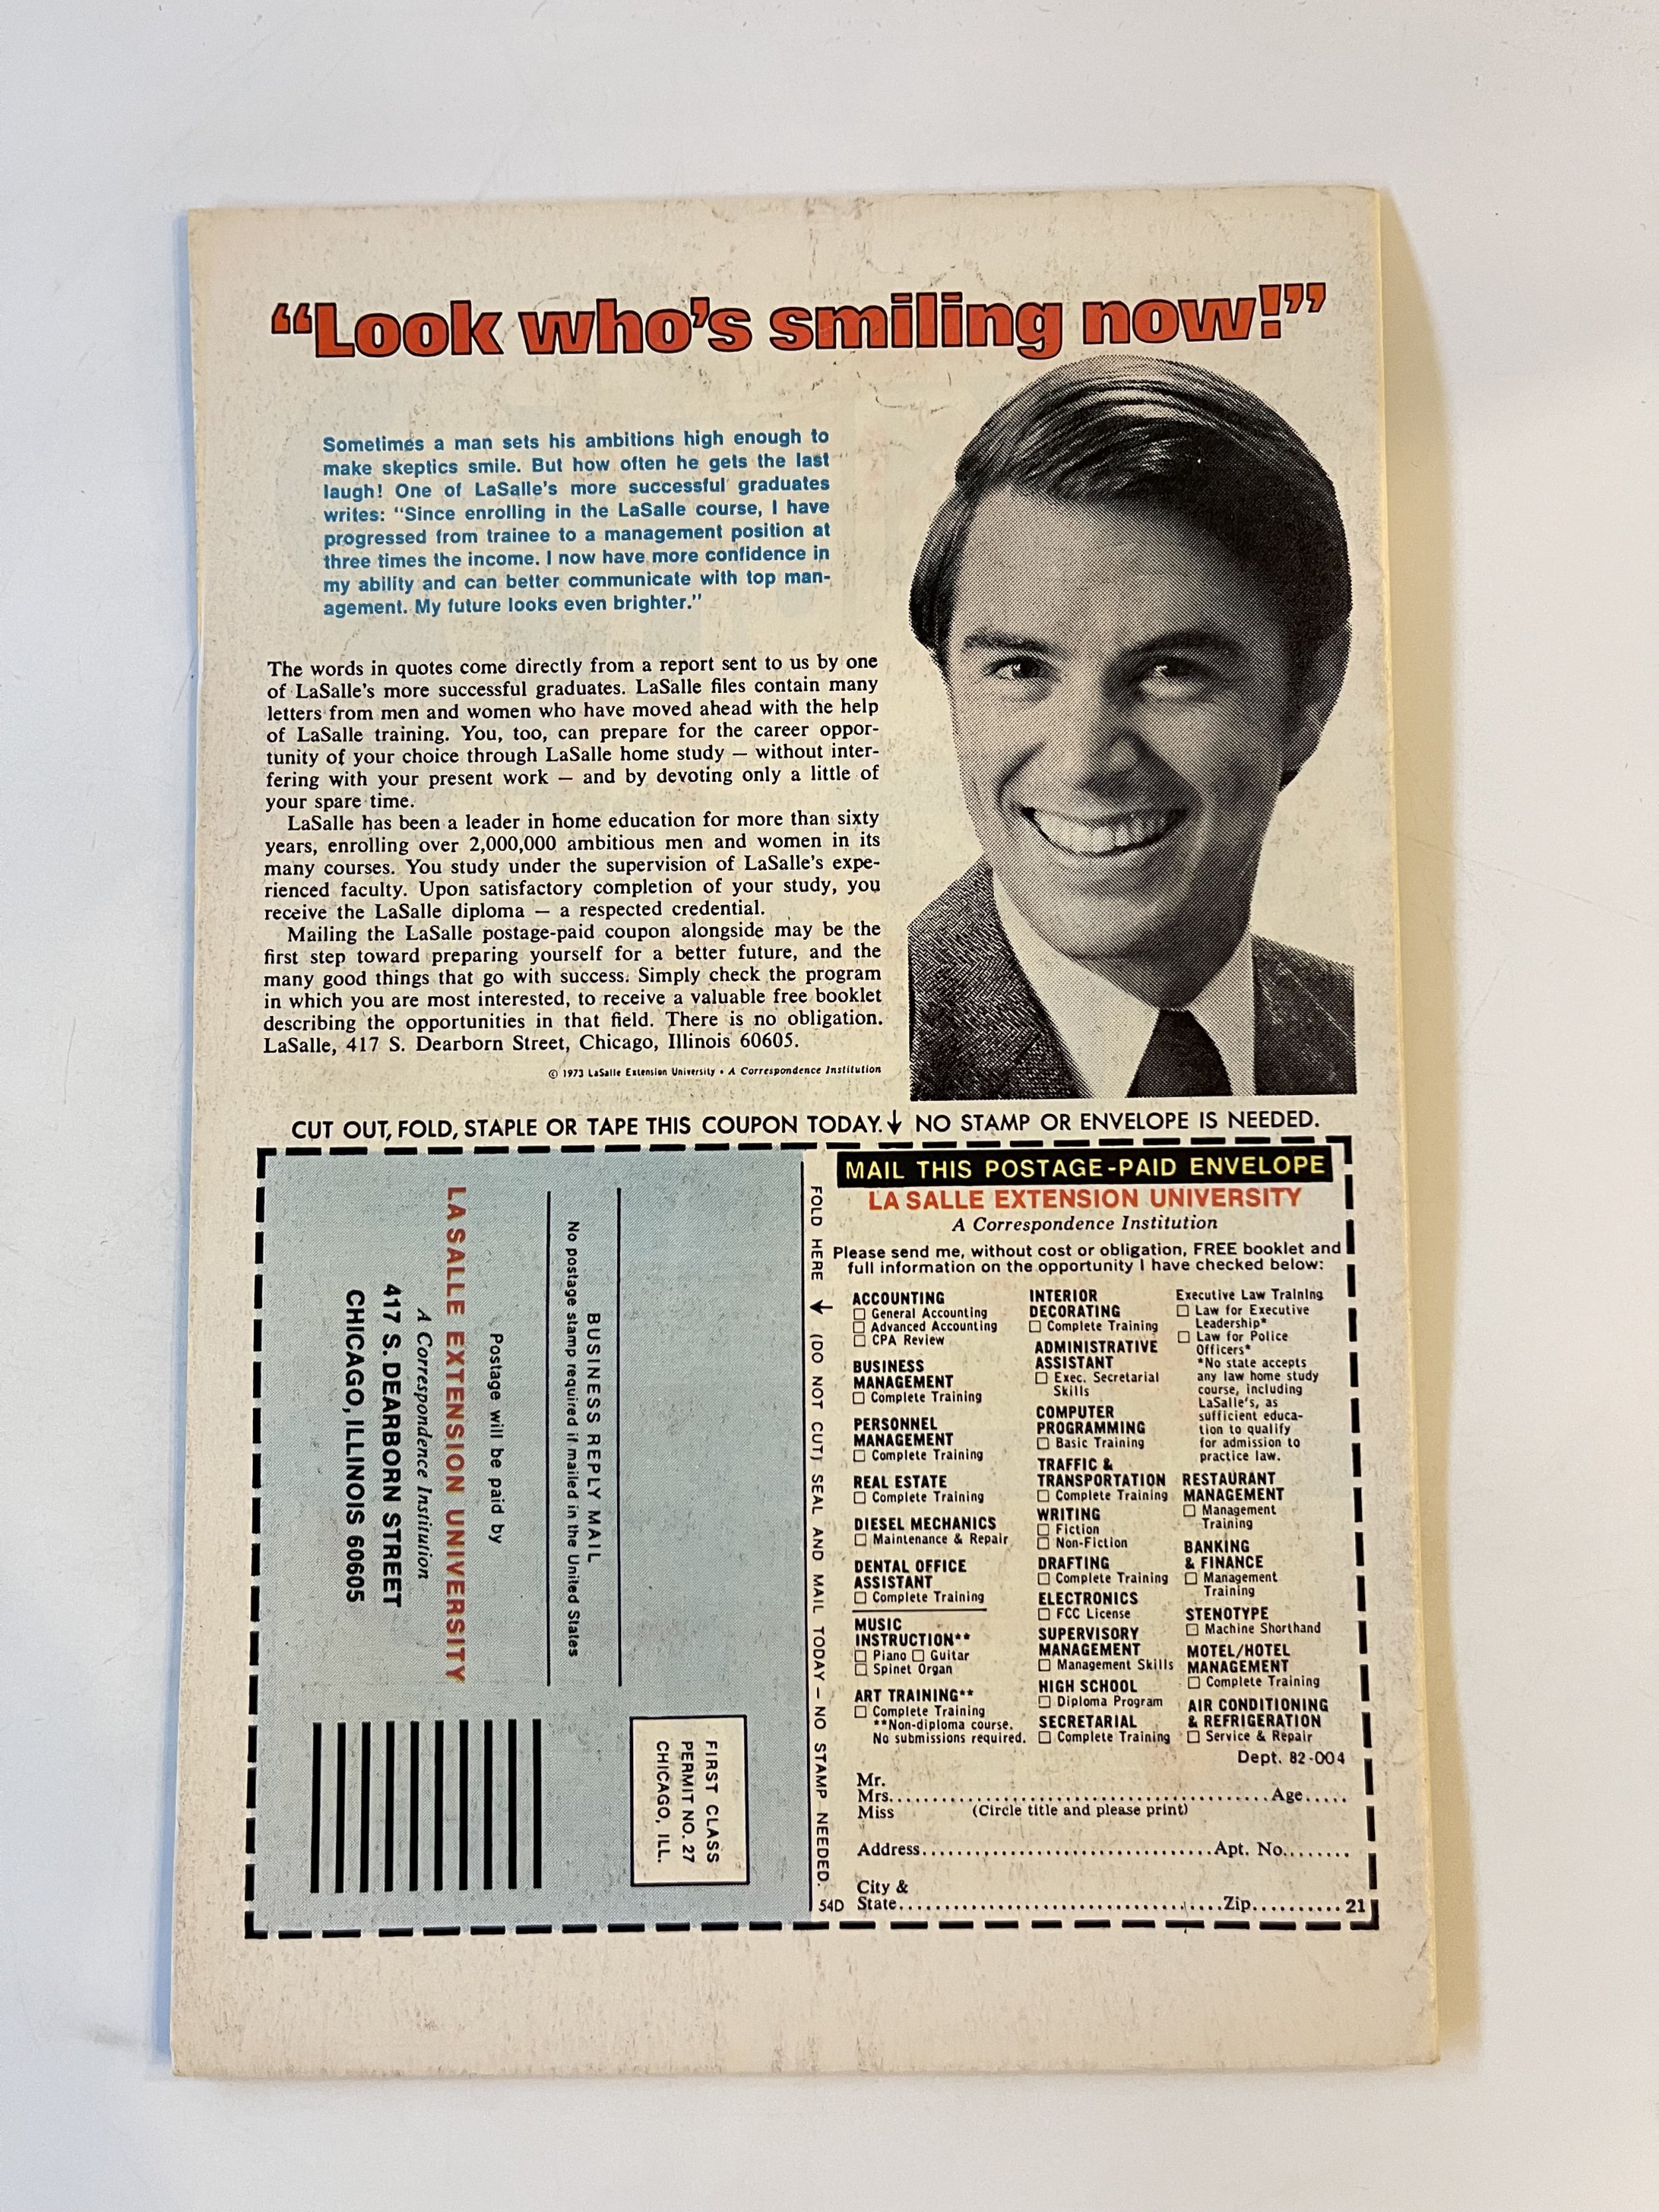 “Look who’s smiling now!”
Sometimes a man sets his ambitions high enough to
make skeptics smile. But how often he gets the last
laugh! One of LaSalle’s more successful graduates
writes: “Since enrolling in the LaSalle course, I have
progressed from trainee to a management position at
three times the income. I now have more confidence in
my ability and can better communicate with top man-
agement. My future looks even brighter.”
The words in quotes come directly from a report sent to us by one
of LaSalle’s more successful graduates. LaSalle files contain many
letters from men and women who have moved ahead with the help
of LaSalle training. You, too, can prepare for the career oppor-
tunity of your choice through LaSalle home study — without inter-
fering with your present work — and by devoting only a little of
your spare time.
LaSalle has been a leader in home education for more than sixty
years, enrolling over 2,000,000 ambitious men and women in its
many courses. You study under the supervision of LaSalle’s expe-
rienced faculty. Upon satisfactory completion of your study, you
receive the LaSalle diploma — a respected credential.
Mailing the LaSalle postage-paid coupon alongside may be the
first step toward preparing yourself for a better future, and the
many good things that go with success. Simply check the program
in which you are most interested, to receive a valuable free booklet
describing the opportunities in that field. There is no obligation.
LaSalle, 417 S. Dearborn Street, Chicago, Illinois 60605.
© 1973 LaSalle Extension University • A Correspondence Institution
CUT OUT, FOLD, STAPLE OR TAPE THIS COUPON TODAY. ↓ NO STAMP OR ENVELOPE IS NEEDED.
FIRST CLASS
PERMIT NO. 27
CHICAGO, ILL.
BUSINESS REPLY MAIL
No postage stamp required if mailed in the United States
Postage will be paid by
LA SALLE EXTENSION UNIVERSITY
A Correspondence Institution
417 S. DEARBORN STREET
CHICAGO, ILLINOIS 60605
FOLD HERE ↓ (DO NOT CUT) SEAL AND MAIL TODAY — NO STAMP NEEDED.
MAIL THIS POSTAGE-PAID ENVELOPE
LA SALLE EXTENSION UNIVERSITY
A Correspondence Institution
Please send me, without cost or obligation, FREE booklet and
full information on the opportunity I have checked below:
ACCOUNTING
☐ General Accounting
☐ Advanced Accounting
☐ CPA Review
BUSINESS
MANAGEMENT
☐ Complete Training
PERSONNEL
MANAGEMENT
☐ Complete Training
REAL ESTATE
☐ Complete Training
DIESEL MECHANICS
☐ Maintenance & Repair
DENTAL OFFICE
ASSISTANT
☐ Complete Training
MUSIC
INSTRUCTION**
☐ Piano ☐ Guitar
☐ Spinet Organ
ART TRAINING**
☐ Complete Training
**Non-diploma course.
No submissions required.
INTERIOR
DECORATING
☐ Complete Training
ADMINISTRATIVE
ASSISTANT
☐ Exec. Secretarial
Skills
COMPUTER
PROGRAMMING
☐ Basic Training
TRAFFIC &
TRANSPORTATION
☐ Complete Training
WRITING
☐ Fiction
☐ Non-Fiction
DRAFTING
☐ Complete Training
ELECTRONICS
☐ FCC License
SUPERVISORY
MANAGEMENT
☐ Management Skills
HIGH SCHOOL
☐ Diploma Program
SECRETARIAL
☐ Complete Training
Executive Law Training
☐ Law for Executive
Leadership*
☐ Law for Police
Officers*
*No state accepts
any law home study
course, including
LaSalle’s, as
sufficient educa-
tion to qualify
for admission to
practice law.
RESTAURANT
MANAGEMENT
☐ Management
Training
BANKING
& FINANCE
☐ Management
Training
STENOTYPE
☐ Machine Shorthand
MOTEL/HOTEL
MANAGEMENT
☐ Complete Training
AIR CONDITIONING
& REFRIGERATION
☐ Service & Repair
Dept. 82-004
Mr.
Mrs..........................................Age.....
Miss (Circle title and please print)
Address..............................Apt. No........
City &
54D State.................................Zip..........21